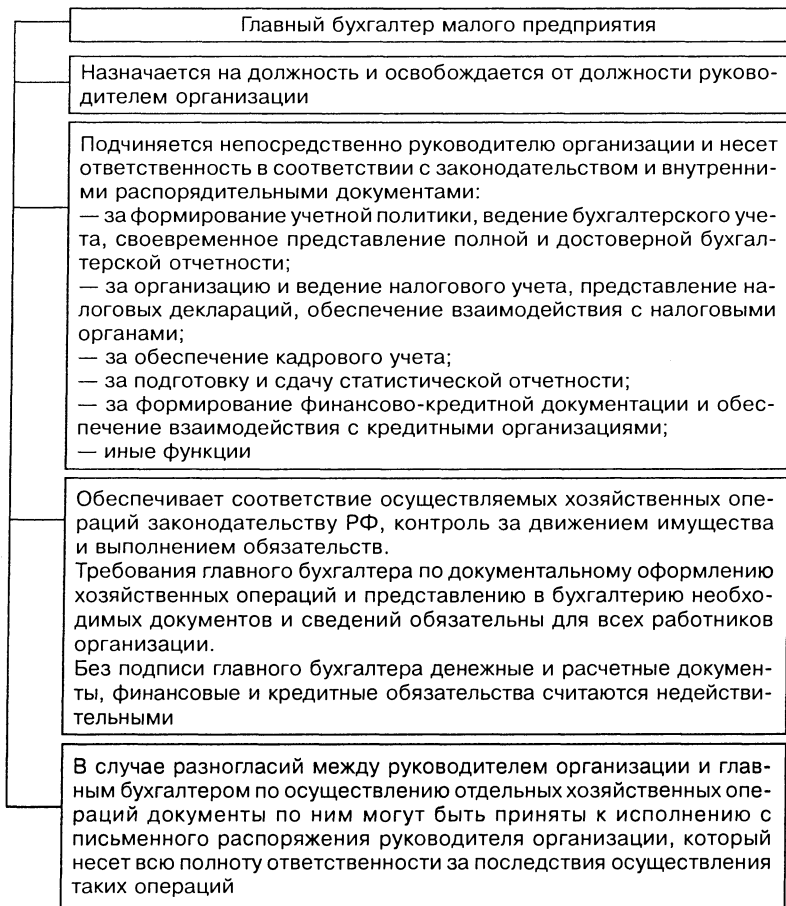 Главный бухгалтер малого предприятия
Назначается на должность и освобождается от должности руково-
дителем организации
Подчиняется непосредственно руководителю организации и несет
ответственность в соответствии с законодательством и внутренни-
ми распорядительными документами:
— за формирование учетной политики, ведение бухгалтерского уче-
та, своевременное представление полной и достоверной бухгал-
терской отчетности;
— за организацию и ведение налогового учета, представление на-
логовых деклараций, обеспечение взаимодействия с налоговыми
органами;
— за обеспечение кадрового учета;
— за подготовку и сдачу статистической отчетности;
— за формирование финансово-кредитной документации и обес-
печение взаимодействия с кредитными организациями;
— иные функции
Обеспечивает соответствие осуществляемых хозяйственных опе-
раций законодательству РФ, контроль за движением имущества
и выполнением обязательств.
Требования главного бухгалтера по документальному оформлению
хозяйственных операций и представлению в бухгалтерию необхо-
димых документов и сведений обязательны для всех работников
организации.
Без подписи главного бухгалтера денежные и расчетные докумен-
ты, финансовые и кредитные обязательства считаются недействи-
тельными
В случае разногласий между руководителем организации и глав-
ным бухгалтером по осуществлению отдельных хозяйственных опе-
раций документы по ним могут быть приняты к исполнению с
письменного распоряжения руководителя организации, который
несет всю полноту ответственности за последствия осуществления
таких операций